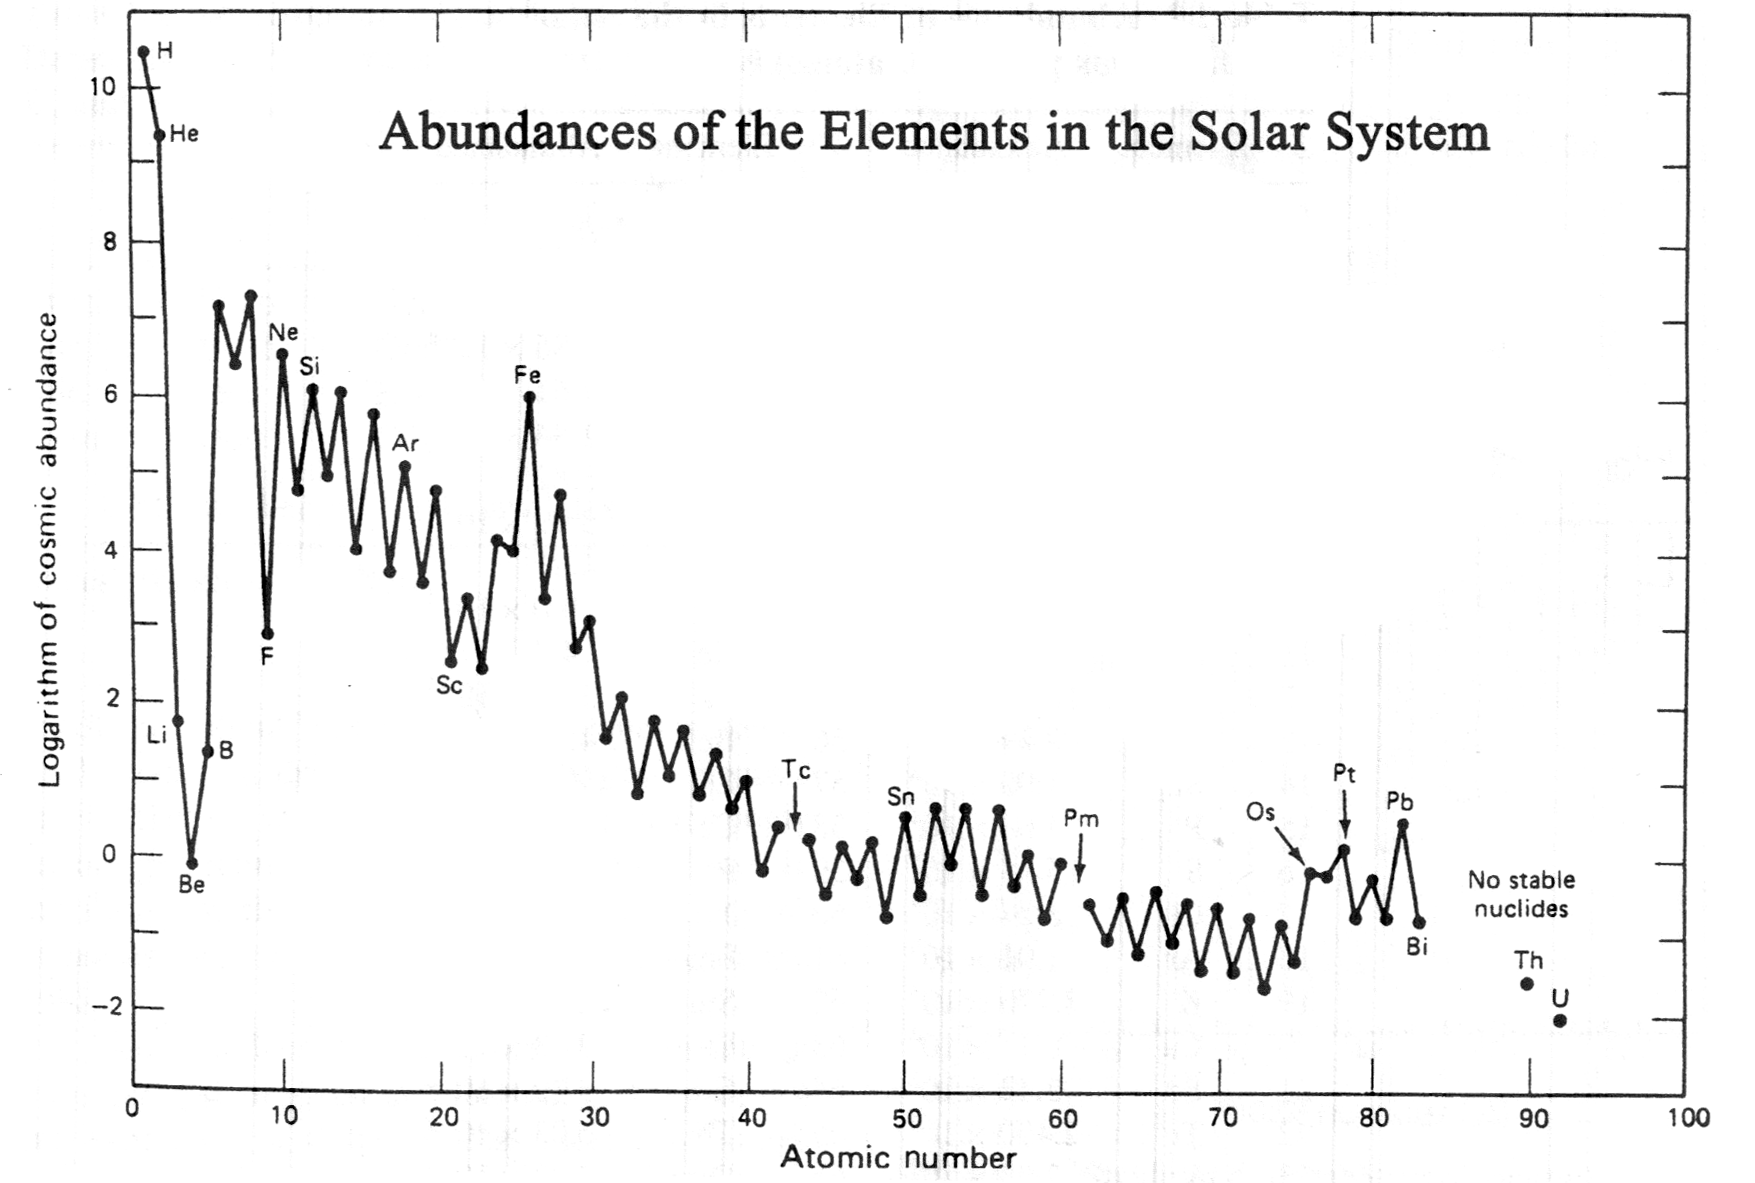 Abundances of the Elements in the Solar System
Logarithm of cosmic abundance
10
8
6
4
2
0
−2
H
He
Li
Be
B
F
Ne
Si
Ar
Sc
Fe
Tc
Sn
Pm
Os
Pt
Pb
Bi
No stable
nuclides
Th
U
0 10 20 30 40 50 60 70 80 90 100
Atomic number